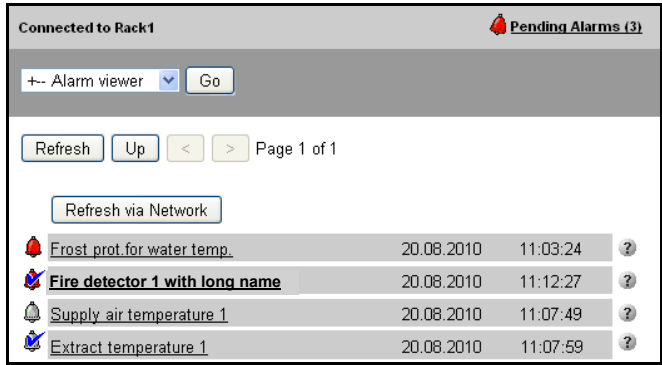 Connected to Rack1 Pending Alarms (3)
+-- Alarm viewer Go
Refresh Up < > Page 1 of 1
Refresh via Network
Frost prot.for water temp. 20.08.2010 11:03:24 ?
Fire detector 1 with long name 20.08.2010 11:12:27 ?
Supply air temperature 1 20.08.2010 11:07:49 ?
Extract temperature 1 20.08.2010 11:07:59 ?